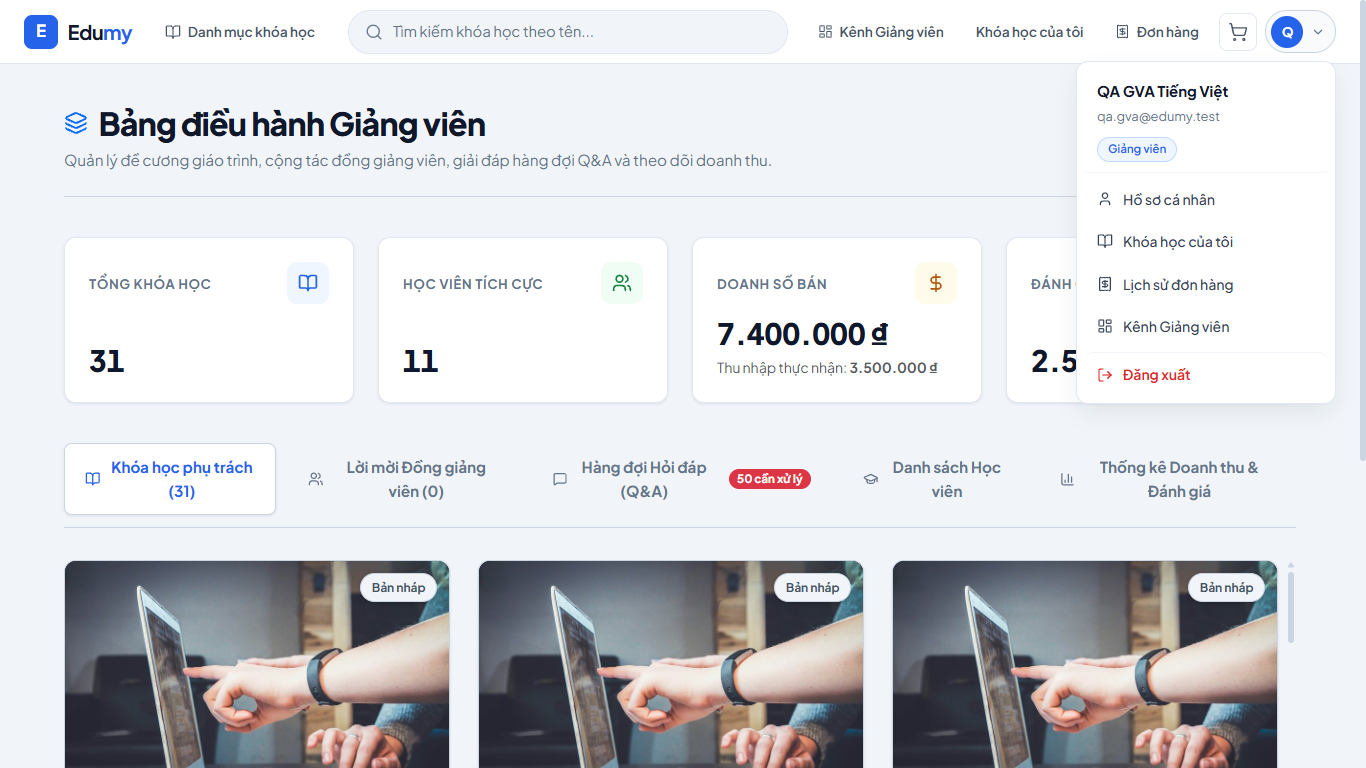 E Edumy
Danh mục khóa học
Tìm kiếm khóa học theo tên...
Kênh Giảng viên
Khóa học của tôi
Đơn hàng
Q
QA GVA Tiếng Việt
qa.gva@edumy.test
Giảng viên
Hồ sơ cá nhân
Khóa học của tôi
Lịch sử đơn hàng
Kênh Giảng viên
Đăng xuất
Bảng điều hành Giảng viên
Quản lý đề cương giáo trình, cộng tác đồng giảng viên, giải đáp hàng đợi Q&A và theo dõi doanh thu.
TỔNG KHÓA HỌC
31
HỌC VIÊN TÍCH CỰC
11
DOANH SỐ BÁN
7.400.000 ₫
Thu nhập thực nhận: 3.500.000 ₫
ĐÁNH
2.5
Khóa học phụ trách
(31)
Lời mời Đồng giảng
viên (0)
Hàng đợi Hỏi đáp
(Q&A)
50 cần xử lý
Danh sách Học
viên
Thống kê Doanh thu &
Đánh giá
Bản nháp
Bản nháp
Bản nháp